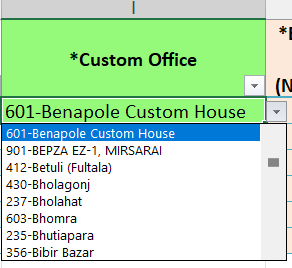 I
*Custom Office
(N
601-Benapole Custom House
601-Benapole Custom House
901-BEPZA EZ-1, MIRSARAI
412-Betuli (Fultala)
430-Bholagonj
237-Bholahat
603-Bhomra
235-Bhutiapara
356-Bibir Bazar